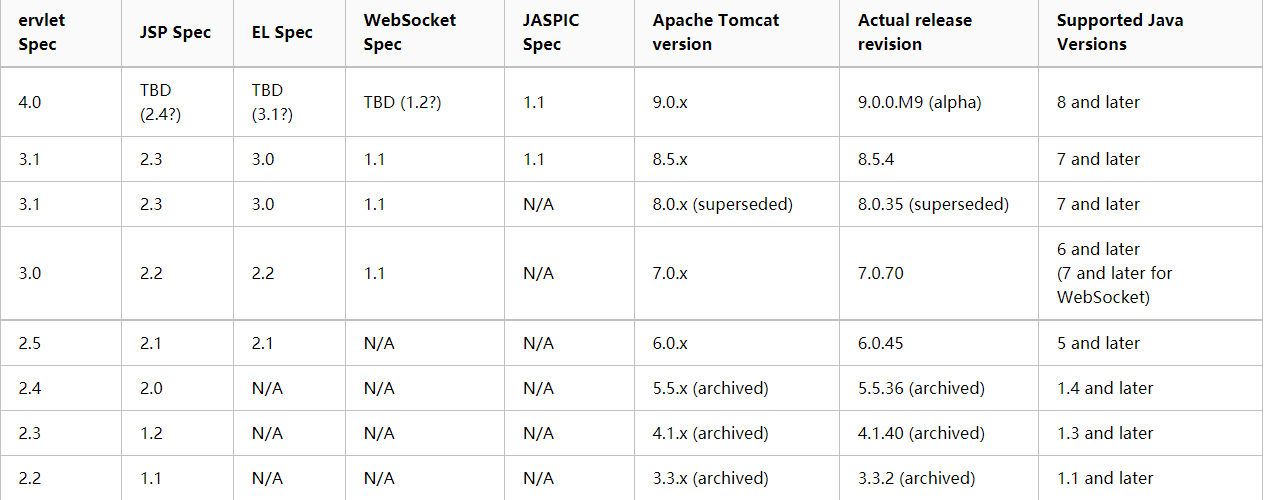 ervlet Spec JSP Spec EL Spec WebSocket Spec JASPIC Spec Apache Tomcat version Actual release revision Supported Java Versions
4.0 TBD (2.4?) TBD (3.1?) TBD (1.2?) 1.1 9.0.x 9.0.0.M9 (alpha) 8 and later
3.1 2.3 3.0 1.1 1.1 8.5.x 8.5.4 7 and later
3.1 2.3 3.0 1.1 N/A 8.0.x (superseded) 8.0.35 (superseded) 7 and later
3.0 2.2 2.2 1.1 N/A 7.0.x 7.0.70 6 and later (7 and later for WebSocket)
2.5 2.1 2.1 N/A N/A 6.0.x 6.0.45 5 and later
2.4 2.0 N/A N/A N/A 5.5.x (archived) 5.5.36 (archived) 1.4 and later
2.3 1.2 N/A N/A N/A 4.1.x (archived) 4.1.40 (archived) 1.3 and later
2.2 1.1 N/A N/A N/A 3.3.x (archived) 3.3.2 (archived) 1.1 and later